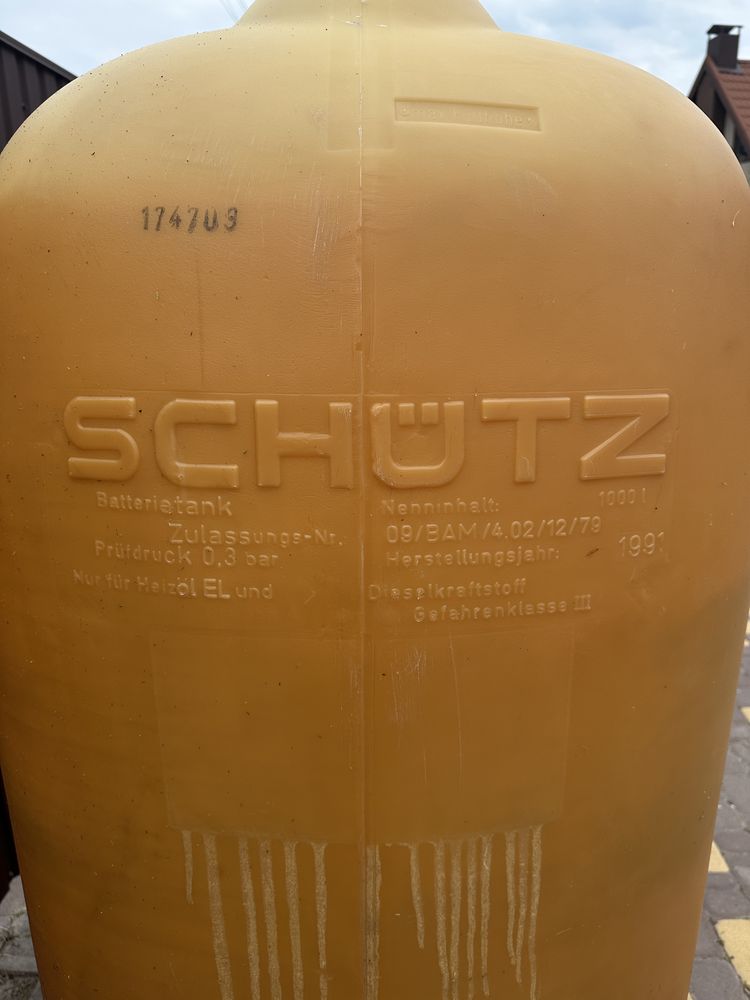 174709
SCHÜTZ
Batterietank Nenninhalt: 1000 l
Zulassungs-Nr. 09/BAM/4.02/12/79
Prüfdruck 0,3 bar Herstellungsjahr: 1991
Nur für Heizöl EL und Dieselkraftstoff
Gefahrenklasse III